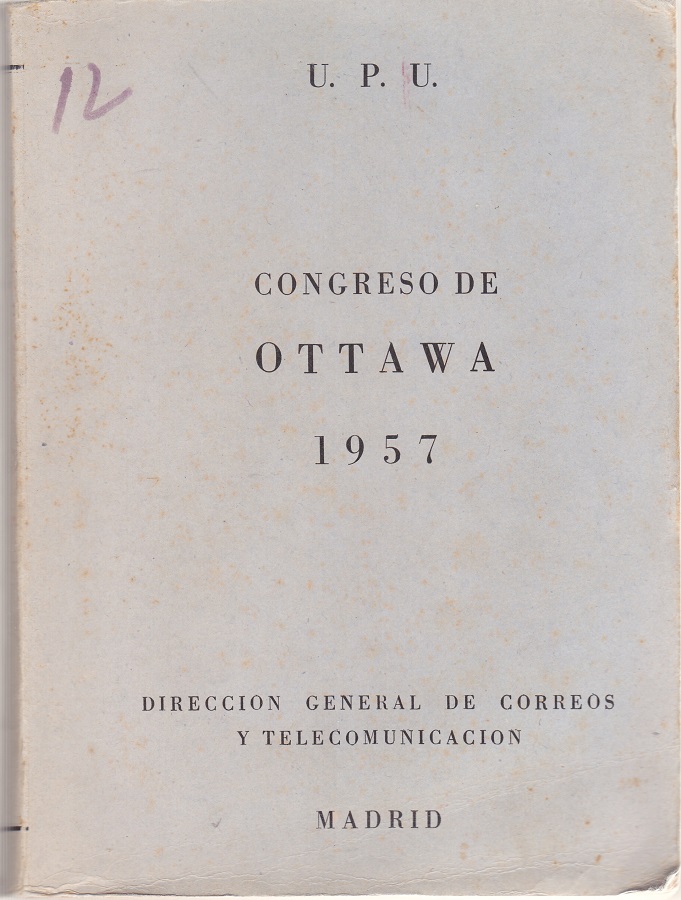 12
U. P. U.
CONGRESO DE
OTTAWA
1957
DIRECCION GENERAL DE CORREOS
Y TELECOMUNICACION
MADRID